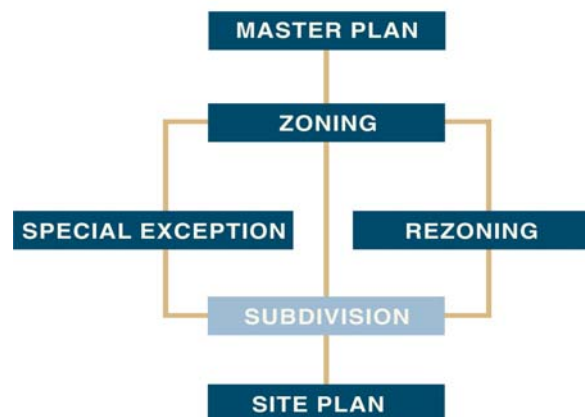 MASTER PLAN
ZONING
SPECIAL EXCEPTION
REZONING
SUBDIVISION
SITE PLAN